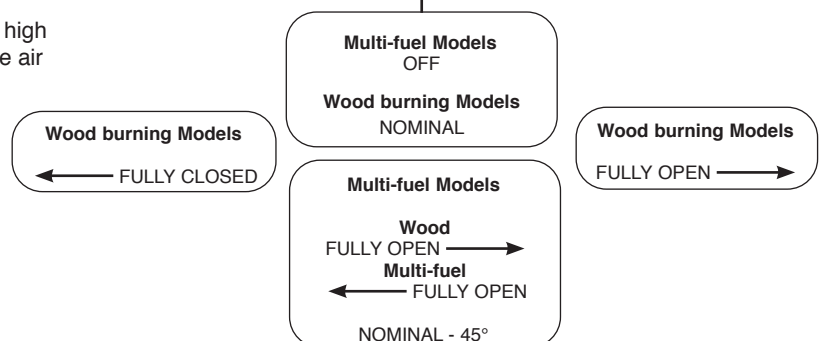 high
e air
Multi-fuel Models
OFF
Wood burning Models
NOMINAL
Wood burning Models
FULLY CLOSED
Wood burning Models
FULLY OPEN
Multi-fuel Models
Wood
FULLY OPEN
Multi-fuel
FULLY OPEN
NOMINAL - 45°